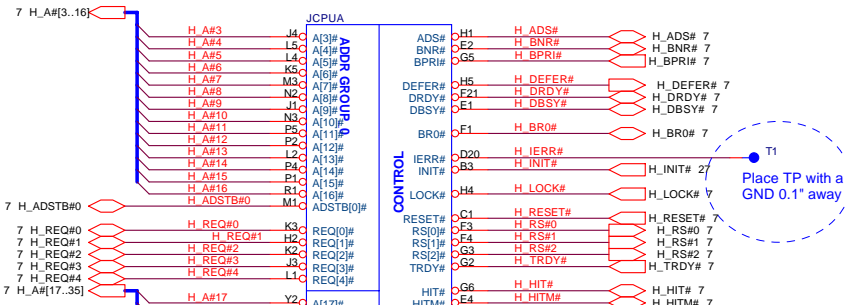 JCPUA
7 H_A#[3..16]
H_A#3 J4 A[3]# ADS# H1 H_ADS# H_ADS# 7
H_A#4 L5 A[4]# BNR# E2 H_BNR# H_BNR# 7
H_A#5 L4 A[5]# BPRI# G5 H_BPRI# H_BPRI# 7
H_A#6 K5 A[6]#
H_A#7 M3 A[7]# DEFER# H5 H_DEFER# H_DEFER# 7
H_A#8 N2 A[8]# DRDY# F21 H_DRDY# H_DRDY# 7
H_A#9 J1 A[9]# DBSY# E1 H_DBSY# H_DBSY# 7
H_A#10 N3 A[10]#
H_A#11 P5 A[11]# BR0# F1 H_BR0# H_BR0# 7
H_A#12 P2 A[12]#
H_A#13 L2 A[13]# IERR# D20 H_IERR# T1
H_A#14 P4 A[14]# INIT# B3 H_INIT# H_INIT# 27
H_A#15 P1 A[15]#
H_A#16 R1 A[16]# LOCK# H4 H_LOCK# H_LOCK# 7
7 H_ADSTB#0 H_ADSTB#0 M1 ADSTB[0]#
ADDR GROUP 0
CONTROL
Place TP with a
GND 0.1" away
RESET# C1 H_RESET# H_RESET# 7
7 H_REQ#0 H_REQ#0 K3 REQ[0]# RS[0]# F3 H_RS#0 H_RS#0 7
7 H_REQ#1 H_REQ#1 H2 REQ[1]# RS[1]# F4 H_RS#1 H_RS#1 7
7 H_REQ#2 H_REQ#2 K2 REQ[2]# RS[2]# G3 H_RS#2 H_RS#2 7
7 H_REQ#3 H_REQ#3 J3 REQ[3]# TRDY# G2 H_TRDY# H_TRDY# 7
7 H_REQ#4 H_REQ#4 L1 REQ[4]#
7 H_A#[17..35] HIT# G6 H_HIT# H_HIT# 7
H_A#17 Y2 A[17]# HITM# E4 H_HITM# H_HITM# 7